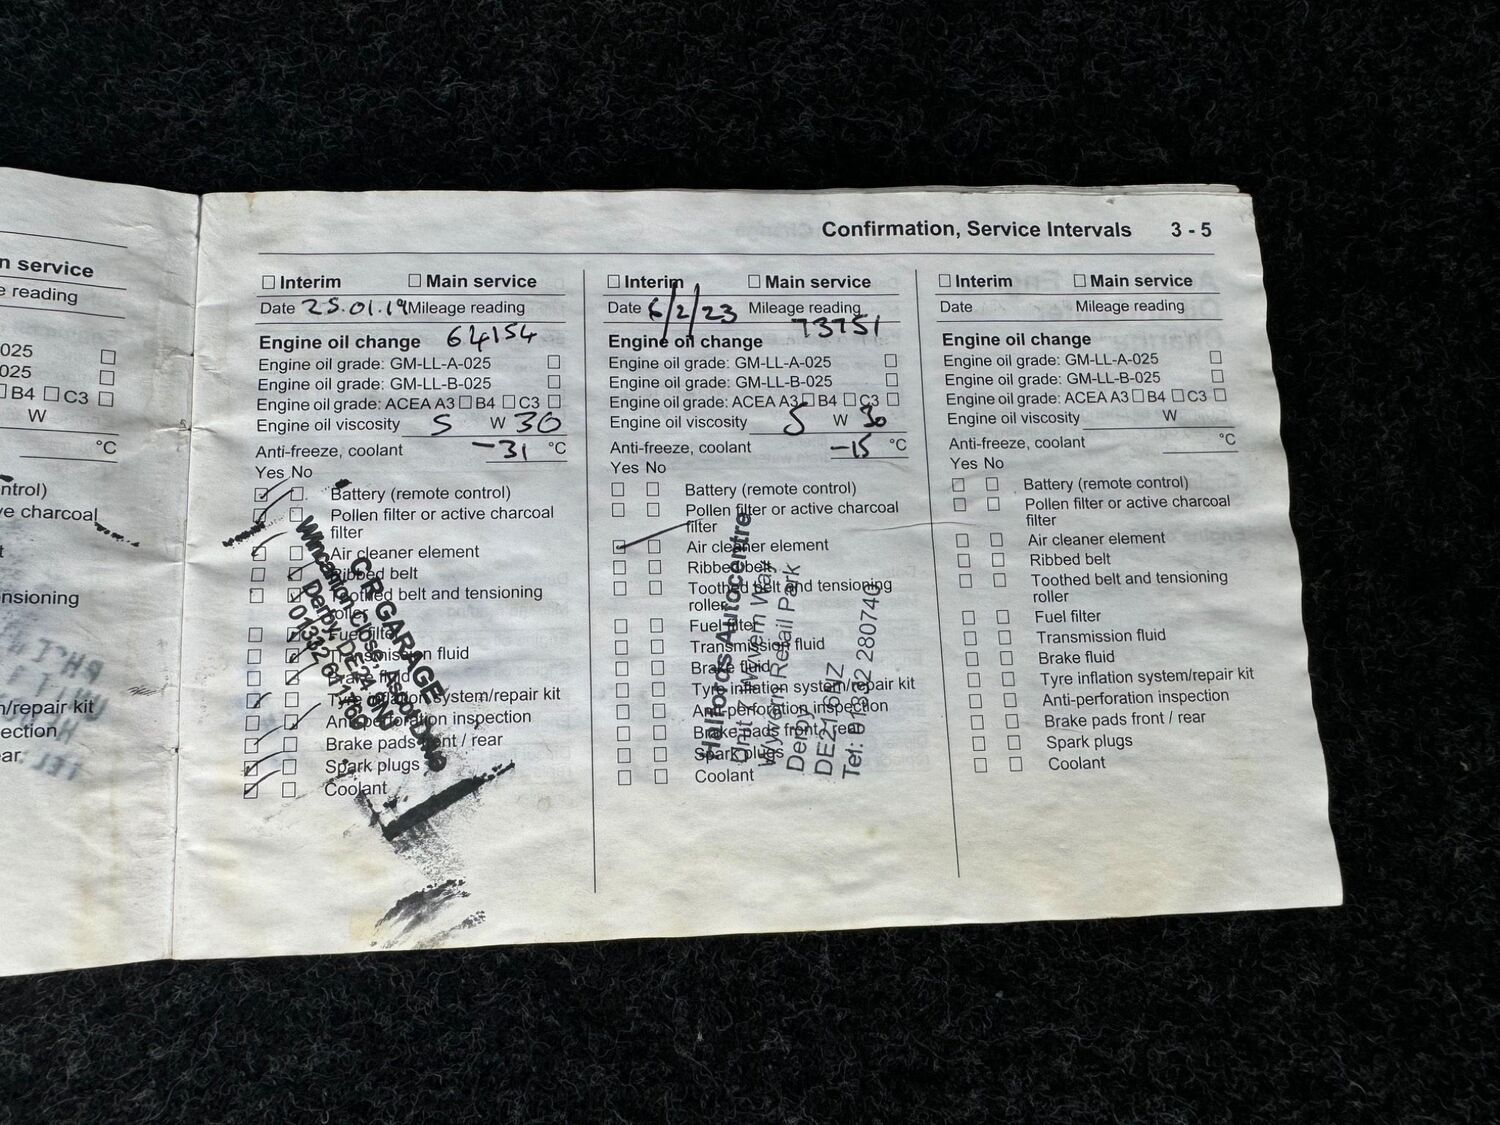 n service
e reading
025
025
B4 C3
W
°C
ntrol)
ve charcoal
t
nsioning
n/repair kit
ection
ar
TEL
Confirmation, Service Intervals 3 - 5
Interim Main service
Date 25.01.19 Mileage reading
64154
Engine oil change
Engine oil grade: GM-LL-A-025
Engine oil grade: GM-LL-B-025
Engine oil grade: ACEA A3 B4 C3
Engine oil viscosity 5 W 30
Anti-freeze, coolant -31 °C
Yes No
Battery (remote control)
Pollen filter or active charcoal
filter
Air cleaner element
Ribbed belt
Toothed belt and tensioning
roller
Fuel filter
Transmission fluid
Brake fluid
Tyre inflation system/repair kit
Anti-perforation inspection
Brake pads front / rear
Spark plugs
Coolant
C R GARAGE
Wincanton Close,
Derby, DE24
01332
Interim Main service
Date 6/2/23 Mileage reading
73751
Engine oil change
Engine oil grade: GM-LL-A-025
Engine oil grade: GM-LL-B-025
Engine oil grade: ACEA A3 B4 C3
Engine oil viscosity 5 W 30
Anti-freeze, coolant -15 °C
Yes No
Battery (remote control)
Pollen filter or active charcoal
filter
Air cleaner element
Ribbed belt
Toothed belt and tensioning
roller
Fuel filter
Transmission fluid
Brake fluid
Tyre inflation system/repair kit
Anti-perforation inspection
Brake pads front / rear
Spark plugs
Coolant
Halfords Autocentre
Wyvern Way
Wyvern Retail Park
Derby
DE21 6NZ
Tel: 01332 280740
Interim Main service
Date Mileage reading
Engine oil change
Engine oil grade: GM-LL-A-025
Engine oil grade: GM-LL-B-025
Engine oil grade: ACEA A3 B4 C3
Engine oil viscosity W
Anti-freeze, coolant °C
Yes No
Battery (remote control)
Pollen filter or active charcoal
filter
Air cleaner element
Ribbed belt
Toothed belt and tensioning
roller
Fuel filter
Transmission fluid
Brake fluid
Tyre inflation system/repair kit
Anti-perforation inspection
Brake pads front / rear
Spark plugs
Coolant